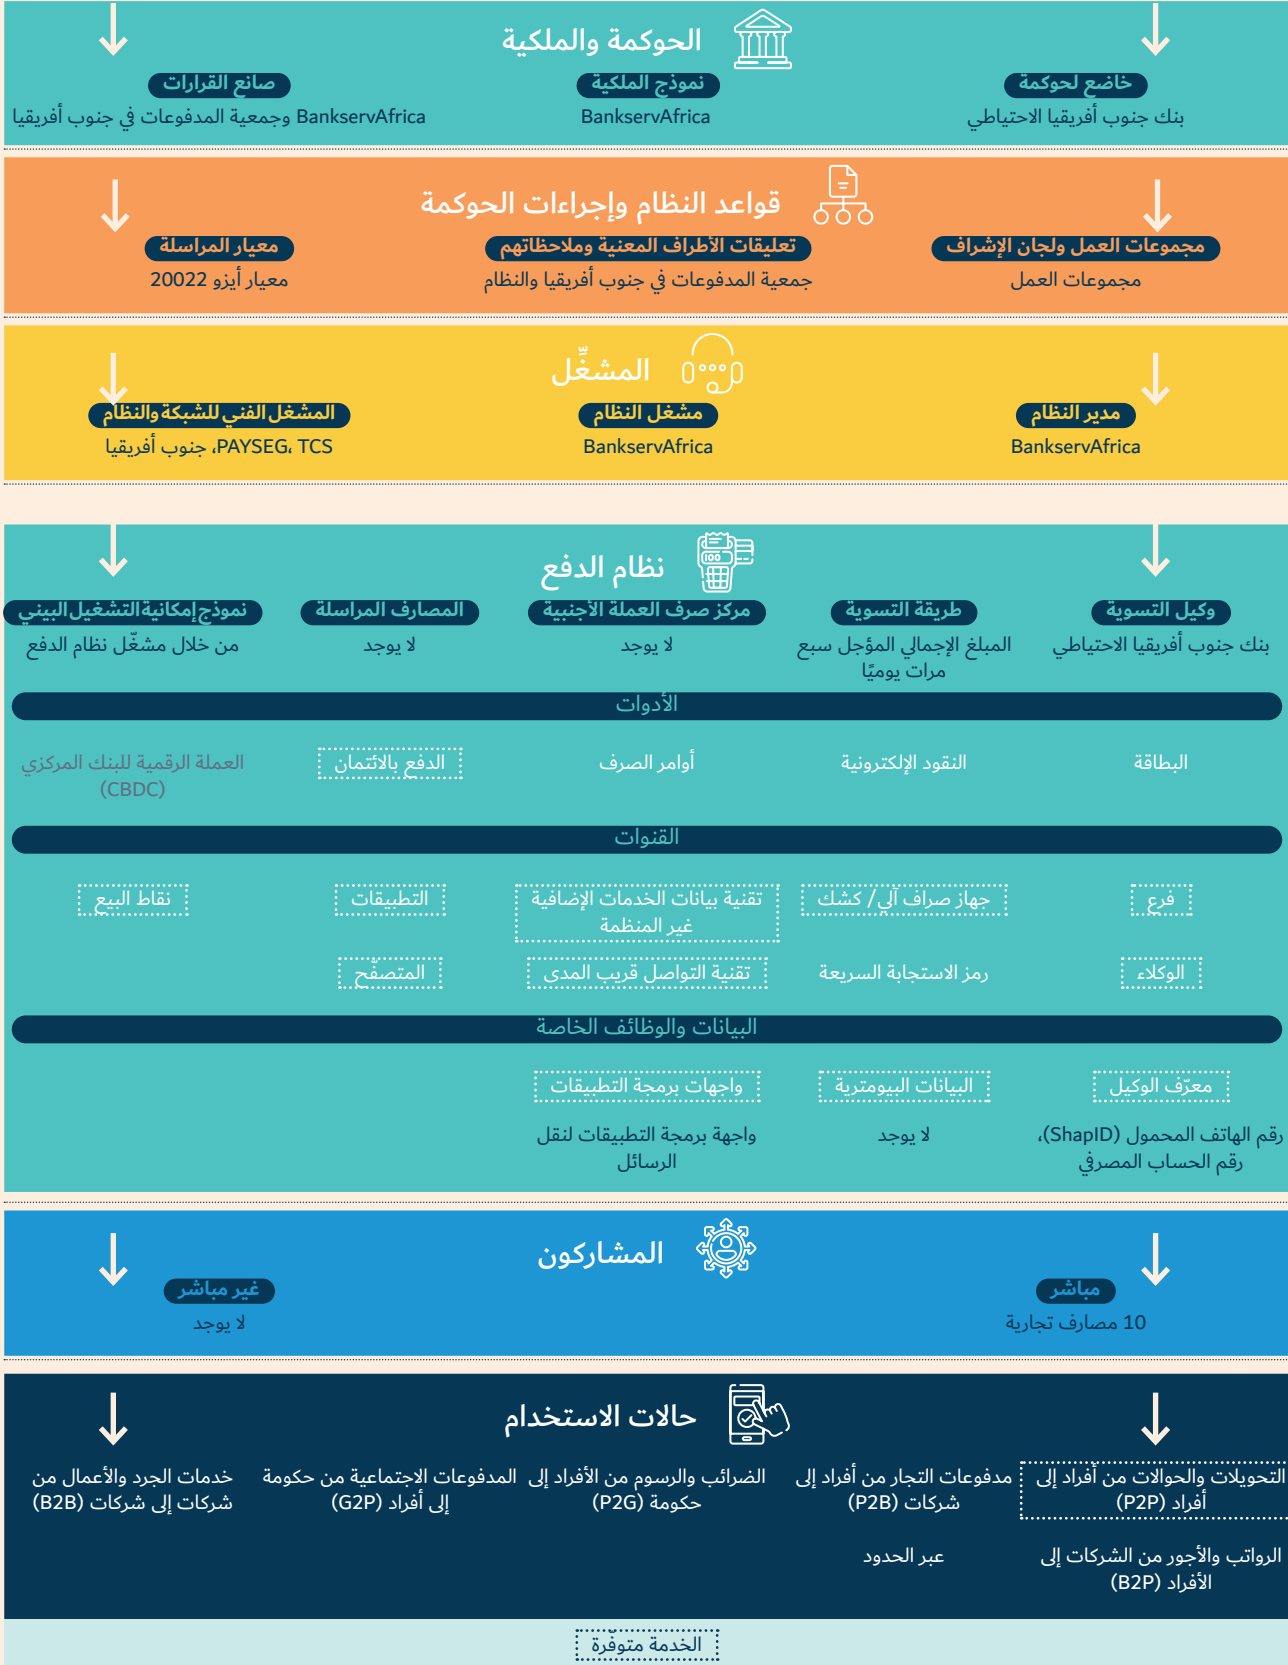 الحوكمة والملكية
خاضع لحوكمة
نموذج الملكية
صانع القرارات
بنك جنوب أفريقيا الاحتياطي
BankservAfrica
BankservAfrica وجمعية المدفوعات في جنوب أفريقيا
قواعد النظام وإجراءات الحوكمة
مجموعات العمل ولجان الإشراف
تعليقات الأطراف المعنية وملاحظاتهم
معيار المراسلة
مجموعات العمل
جمعية المدفوعات في جنوب أفريقيا والنظام
معيار أيزو 20022
المشغِّل
مدير النظام
مشغل النظام
المشغل الفني للشبكة والنظام
BankservAfrica
BankservAfrica
PAYSEG، TCS، جنوب أفريقيا
نظام الدفع
وكيل التسوية
طريقة التسوية
مركز صرف العملة الأجنبية
المصارف المراسلة
نموذج إمكانية التشغيل البيني
بنك جنوب أفريقيا الاحتياطي
المبلغ الإجمالي المؤجل سبع
مرات يوميًا
لا يوجد
لا يوجد
من خلال مشغّل نظام الدفع
الأدوات
البطاقة
النقود الإلكترونية
أوامر الصرف
الدفع بالائتمان
العملة الرقمية للبنك المركزي
(CBDC)
القنوات
فرع
جهاز صراف آلي/ كشك
تقنية بيانات الخدمات الإضافية
غير المنظمة
التطبيقات
نقاط البيع
الوكلاء
رمز الاستجابة السريعة
تقنية التواصل قريب المدى
المتصفّح
البيانات والوظائف الخاصة
معرّف الوكيل
البيانات البيومترية
واجهات برمجة التطبيقات
رقم الهاتف المحمول (ShapID)،
رقم الحساب المصرفي
لا يوجد
واجهة برمجة التطبيقات لنقل
الرسائل
المشاركون
مباشر
غير مباشر
10 مصارف تجارية
لا يوجد
حالات الاستخدام
التحويلات والحوالات من أفراد إلى
أفراد (P2P)
مدفوعات التجار من أفراد إلى
شركات (P2B)
الضرائب والرسوم من الأفراد إلى
حكومة (P2G)
المدفوعات الاجتماعية من حكومة
إلى أفراد (G2P)
خدمات الجرد والأعمال من
شركات إلى شركات (B2B)
الرواتب والأجور من الشركات إلى
الأفراد (B2P)
عبر الحدود
الخدمة متوفّرة